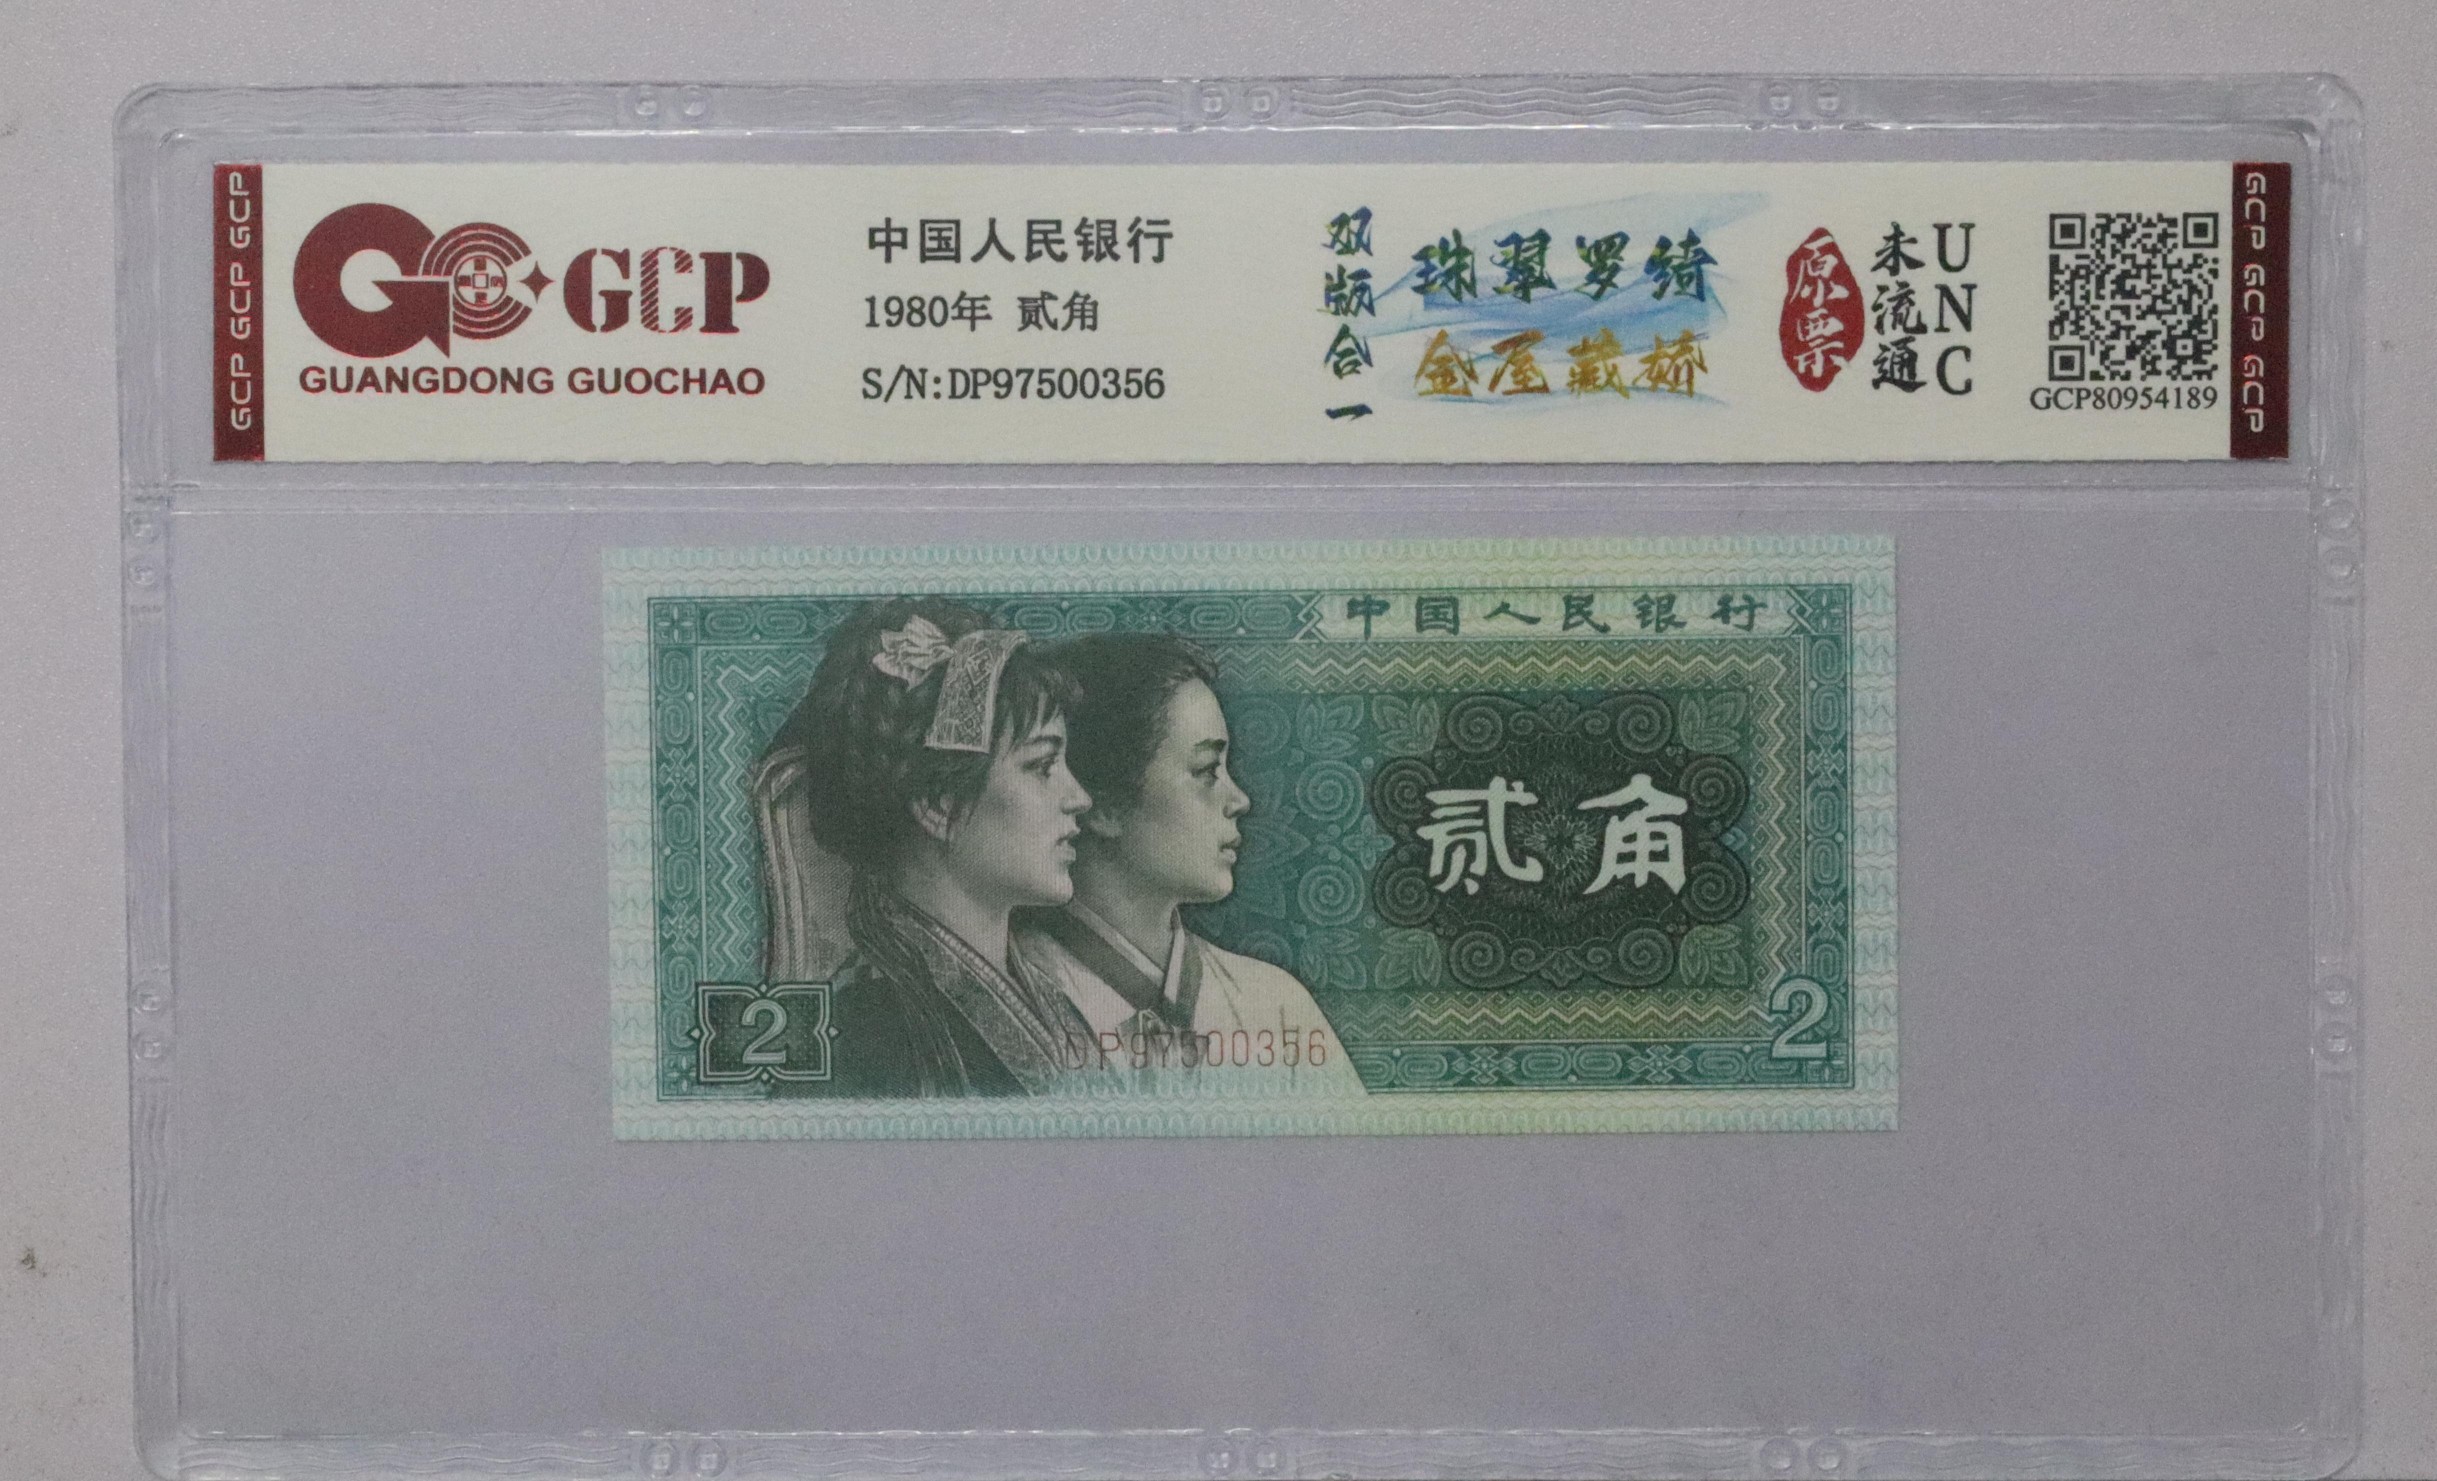 GCP GCP GCP
GCP
GUANGDONG GUOCHAO
中国人民银行
1980年 贰角
S/N:DP97500356
双版合一
珠翠罗绮
金屋藏娇
原票
未流通
UNC
GCP80954189
GCP GCP GCP
中国人民银行
贰角
2
2
DP97500356